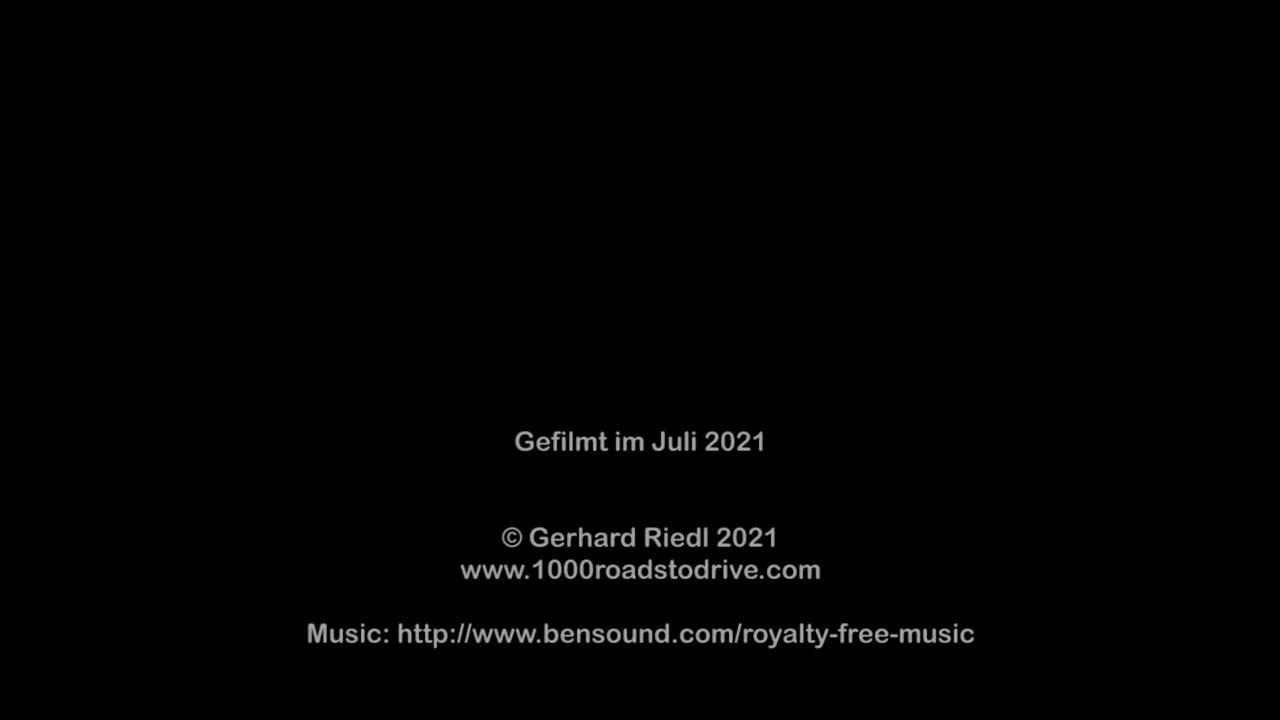 Gefilmt im Juli 2021
© Gerhard Riedl 2021
www.1000roadstodrive.com
Music: http://www.bensound.com/royalty-free-music